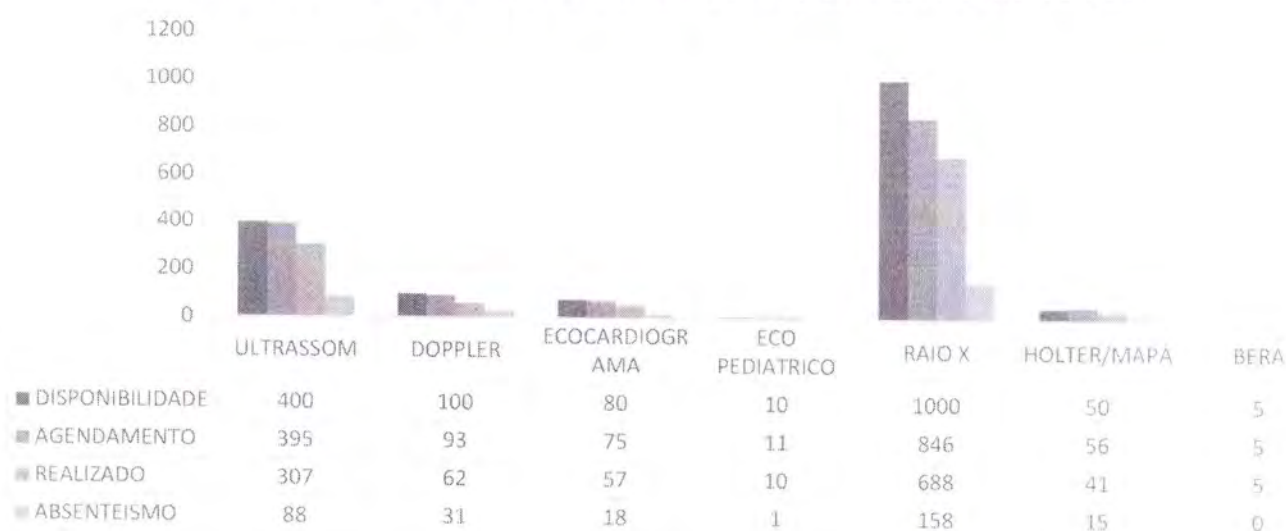 1200
1000
800
600
400
200
0
ULTRASSOM DOPPLER ECOCARDIOGR AMA ECO PEDIATRICO RAIO X HOLTER/MAPA BERA
DISPONIBILIDADE 400 100 80 10 1000 50 5
AGENDAMENTO 395 93 75 11 846 56 5
REALIZADO 307 62 57 10 688 41 5
ABSENTEISMO 88 31 18 1 158 15 0